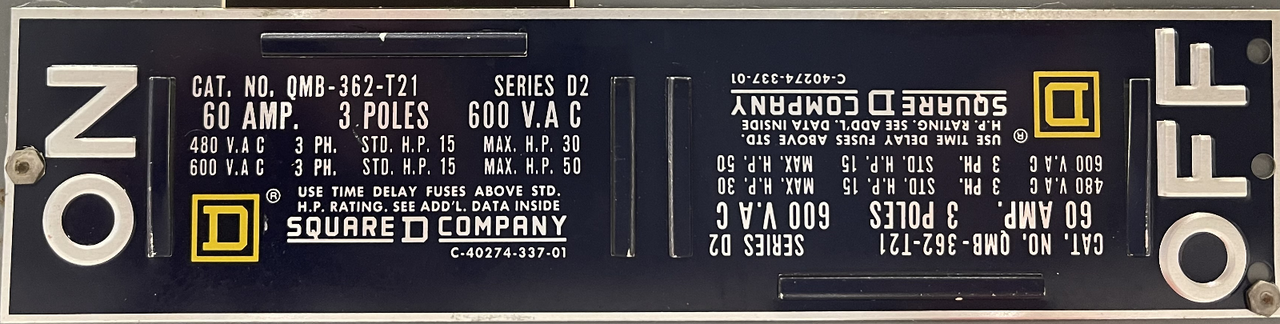 ON
CAT. NO. QMB-362-T21 SERIES D2
60 AMP. 3 POLES 600 V.A C
480 V.A C 3 PH. STD. H.P. 15 MAX. H.P. 30
600 V.A C 3 PH. STD. H.P. 15 MAX. H.P. 50
USE TIME DELAY FUSES ABOVE STD.
H.P. RATING. SEE ADD'L. DATA INSIDE
D ®
SQUARE D COMPANY
C-40274-337-01
OFF
CAT. NO. QMB-362-T21 SERIES D2
60 AMP. 3 POLES 600 V.A C
480 V.A C 3 PH. STD. H.P. 15 MAX. H.P. 30
600 V.A C 3 PH. STD. H.P. 15 MAX. H.P. 50
USE TIME DELAY FUSES ABOVE STD.
H.P. RATING. SEE ADD'L. DATA INSIDE
D ®
SQUARE D COMPANY
C-40274-337-01